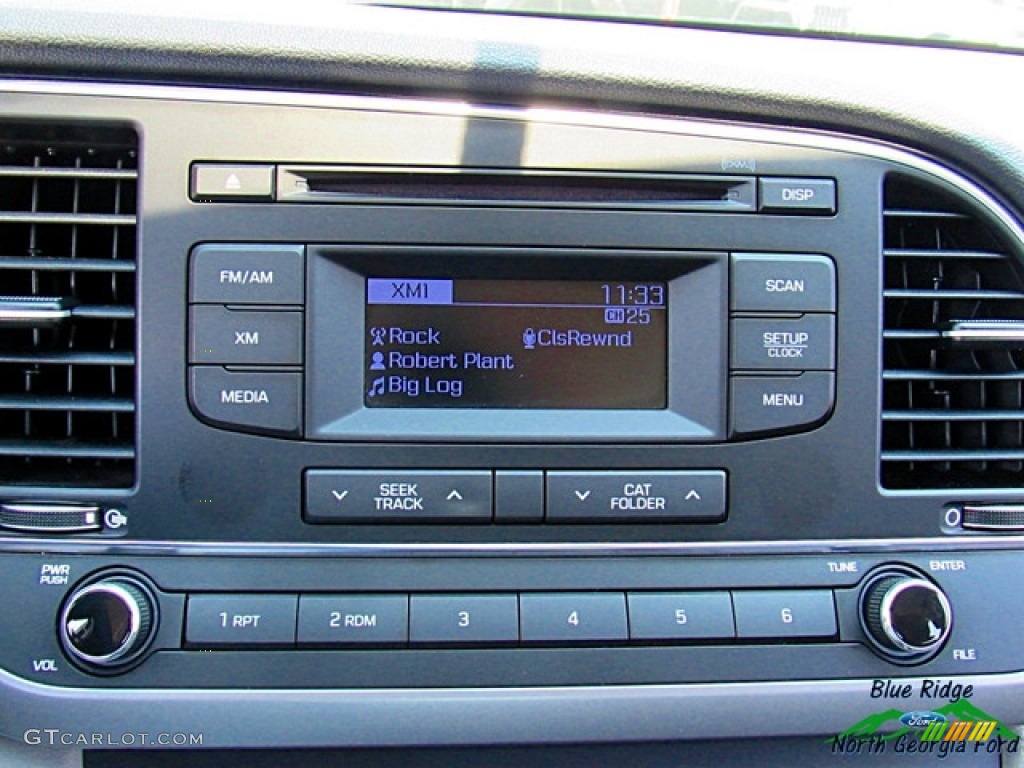 DISP
FM/AM
XM
MEDIA
XM1 11:33
CH 25
Rock ClsRewnd
Robert Plant
Big Log
SCAN
SETUP
CLOCK
MENU
SEEK
TRACK
CAT
FOLDER
PWR
PUSH
VOL
1 RPT
2 RDM
3
4
5
6
TUNE
ENTER
FILE
GTCARLOT.COM
Blue Ridge
Ford
North Georgia Ford